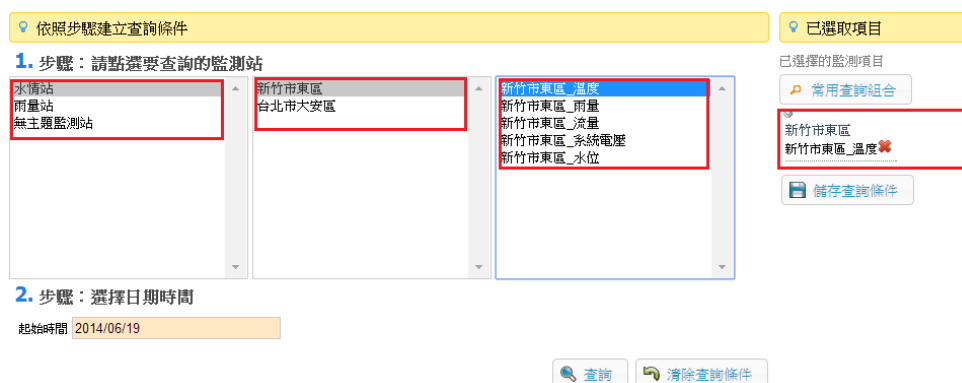 依照步驟建立查詢條件
1. 步驟：請點選要查詢的監測站
水情站
雨量站
無主題監測站
新竹市東區
台北市大安區
新竹市東區_溫度
新竹市東區_雨量
新竹市東區_流量
新竹市東區_系統電壓
新竹市東區_水位
2. 步驟：選擇日期時間
起始時間 2014/06/19
查詢
清除查詢條件
已選取項目
已選擇的監測項目
常用查詢組合
新竹市東區
新竹市東區_溫度
儲存查詢條件